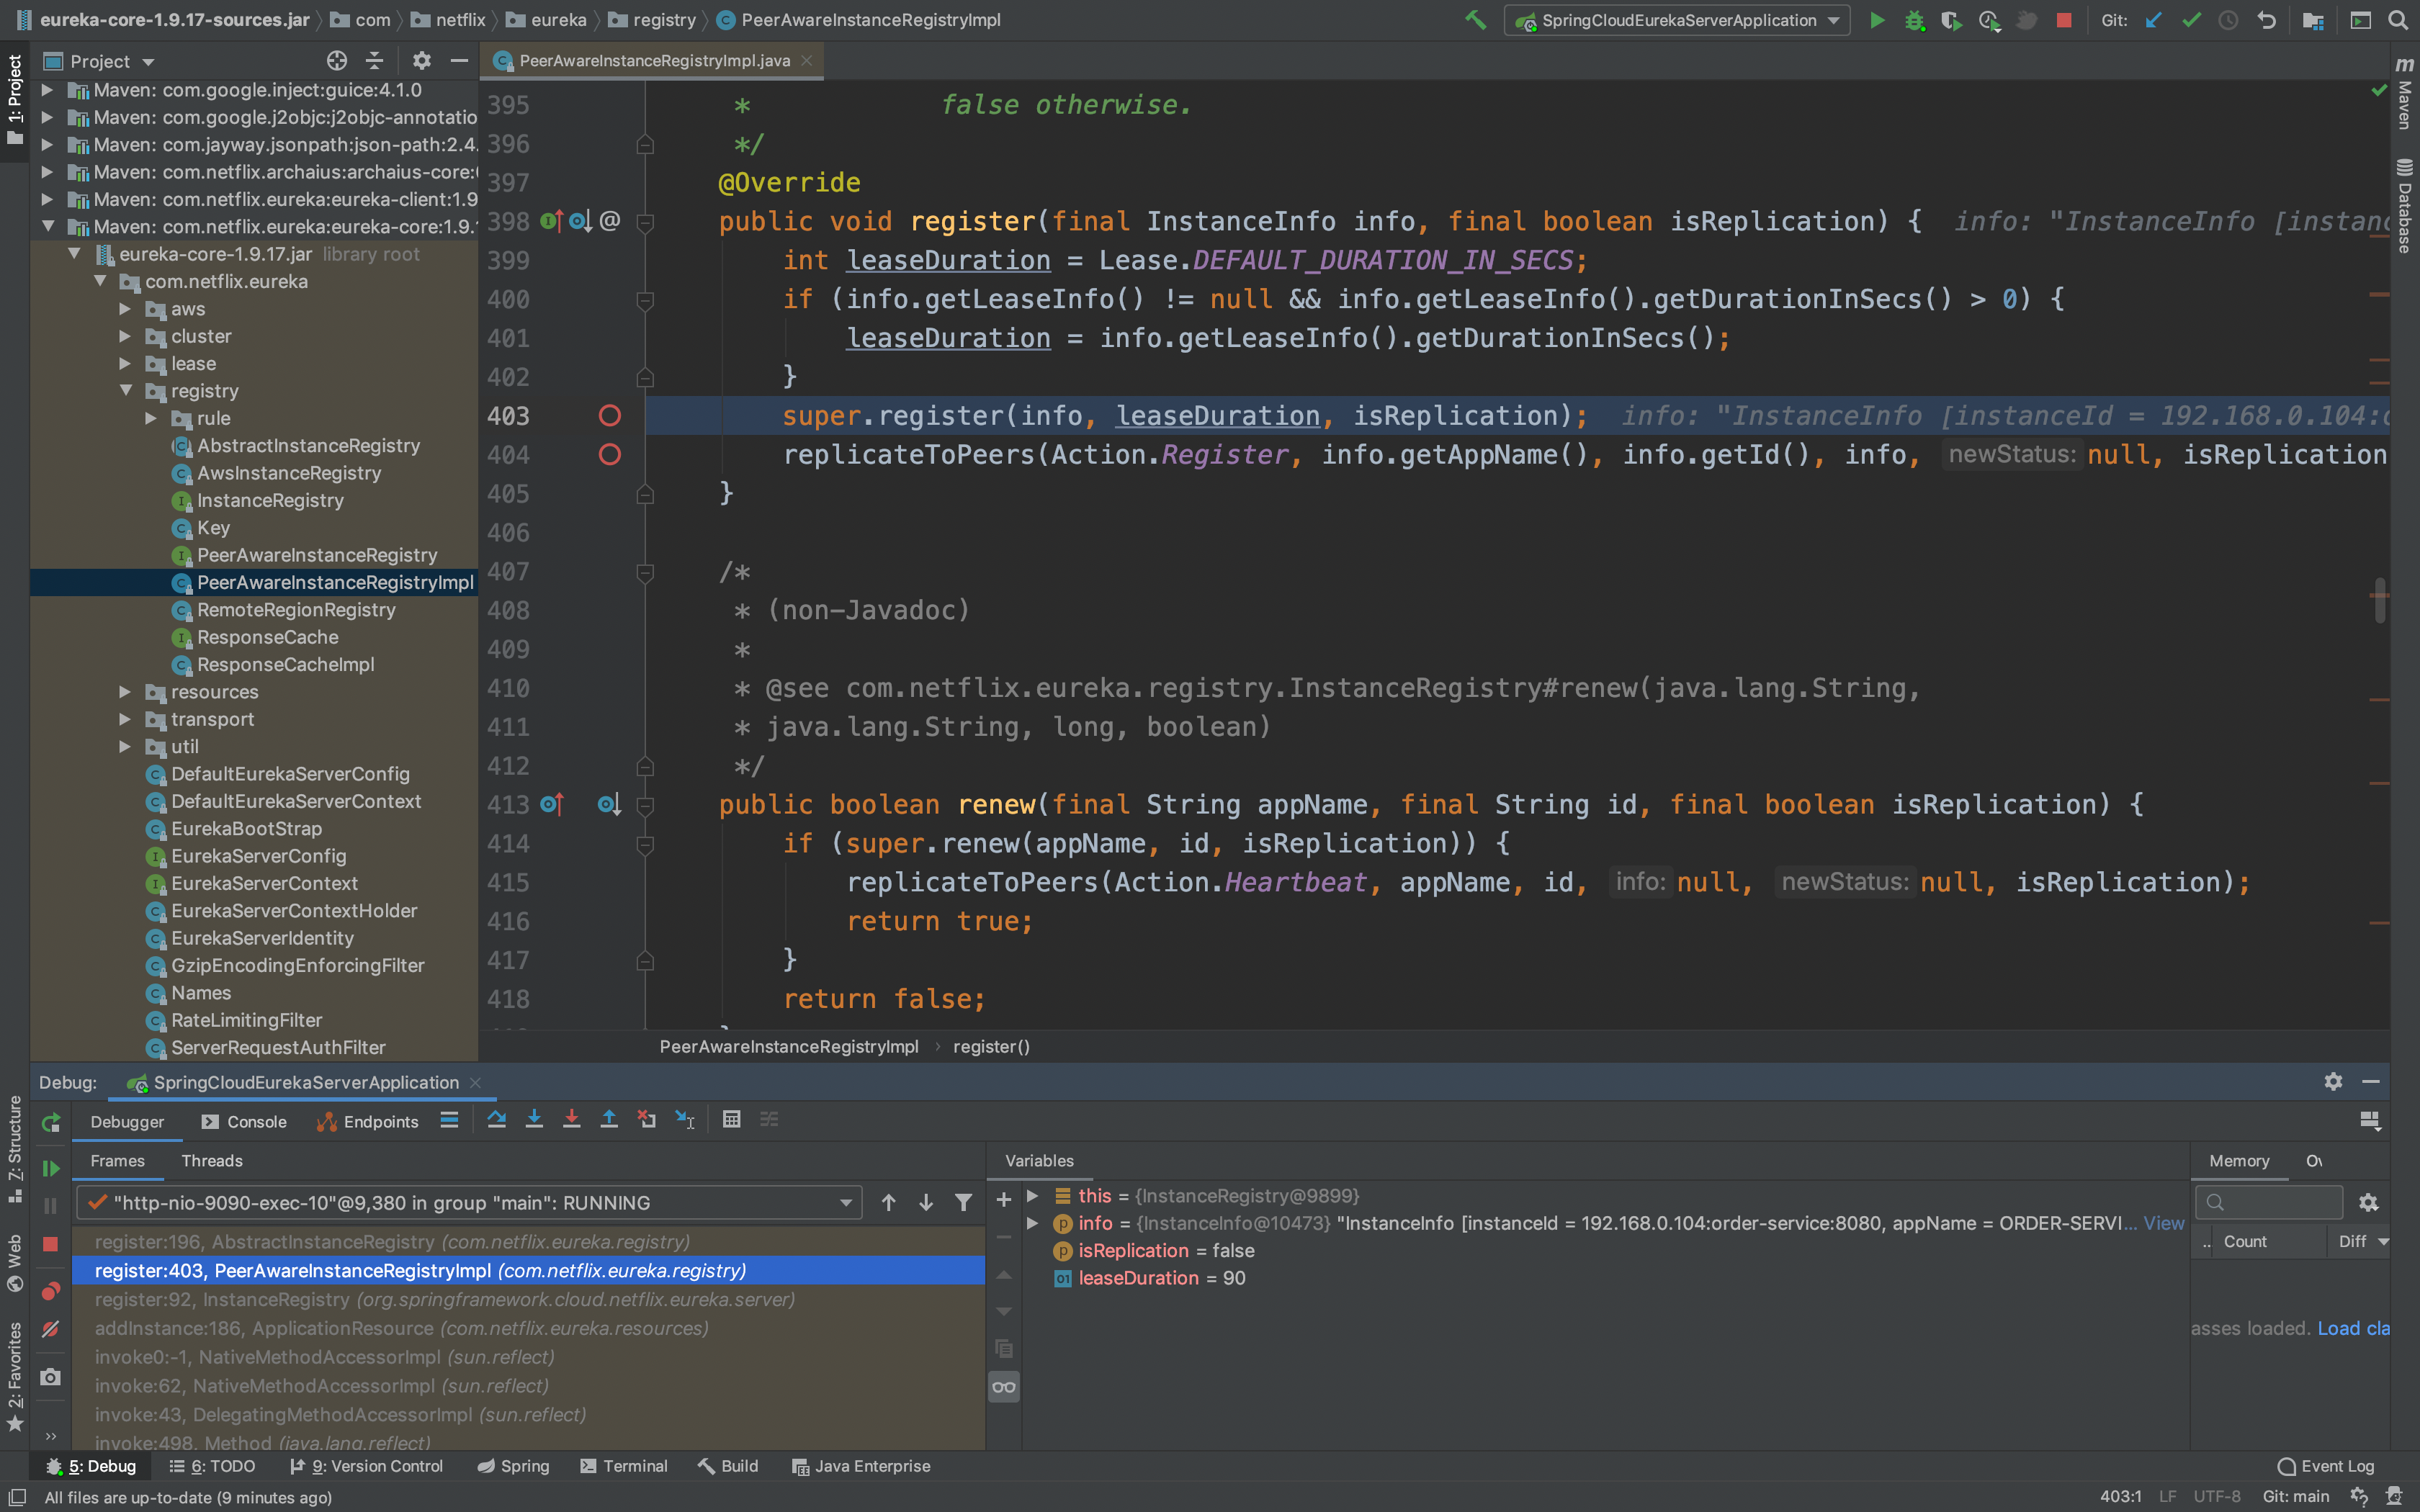 eureka-core-1.9.17-sources.jar com netflix eureka registry PeerAwareInstanceRegistryImpl
SpringCloudEurekaServerApplication
Git:
1: Project
Project
Maven: com.google.inject:guice:4.1.0
Maven: com.google.j2objc:j2objc-annotatio
Maven: com.jayway.jsonpath:json-path:2.4.
Maven: com.netflix.archaius:archaius-core:
Maven: com.netflix.eureka:eureka-client:1.9
Maven: com.netflix.eureka:eureka-core:1.9.
eureka-core-1.9.17.jar library root
com.netflix.eureka
aws
cluster
lease
registry
rule
AbstractInstanceRegistry
AwsInstanceRegistry
InstanceRegistry
Key
PeerAwareInstanceRegistry
PeerAwareInstanceRegistryImpl
RemoteRegionRegistry
ResponseCache
ResponseCacheImpl
resources
transport
util
DefaultEurekaServerConfig
DefaultEurekaServerContext
EurekaBootStrap
EurekaServerConfig
EurekaServerContext
EurekaServerContextHolder
EurekaServerIdentity
GzipEncodingEnforcingFilter
Names
RateLimitingFilter
ServerRequestAuthFilter
PeerAwareInstanceRegistryImpl.java
395 * false otherwise.
396 */
397 @Override
398 public void register(final InstanceInfo info, final boolean isReplication) { info: "InstanceInfo [instanc
399 int leaseDuration = Lease.DEFAULT_DURATION_IN_SECS;
400 if (info.getLeaseInfo() != null && info.getLeaseInfo().getDurationInSecs() > 0) {
401 leaseDuration = info.getLeaseInfo().getDurationInSecs();
402 }
403 super.register(info, leaseDuration, isReplication); info: "InstanceInfo [instanceId = 192.168.0.104:
404 replicateToPeers(Action.Register, info.getAppName(), info.getId(), info, newStatus: null, isReplication
405 }
406
407 /*
408 * (non-Javadoc)
409 *
410 * @see com.netflix.eureka.registry.InstanceRegistry#renew(java.lang.String,
411 * java.lang.String, long, boolean)
412 */
413 public boolean renew(final String appName, final String id, final boolean isReplication) {
414 if (super.renew(appName, id, isReplication)) {
415 replicateToPeers(Action.Heartbeat, appName, id, info: null, newStatus: null, isReplication);
416 return true;
417 }
418 return false;
PeerAwareInstanceRegistryImpl register()
Maven
Database
Debug: SpringCloudEurekaServerApplication
Debugger Console Endpoints
Frames Threads
"http-nio-9090-exec-10"@9,380 in group "main": RUNNING
register:196, AbstractInstanceRegistry (com.netflix.eureka.registry)
register:403, PeerAwareInstanceRegistryImpl (com.netflix.eureka.registry)
register:92, InstanceRegistry (org.springframework.cloud.netflix.eureka.server)
addInstance:186, ApplicationResource (com.netflix.eureka.resources)
invoke0:-1, NativeMethodAccessorImpl (sun.reflect)
invoke:62, NativeMethodAccessorImpl (sun.reflect)
invoke:43, DelegatingMethodAccessorImpl (sun.reflect)
invoke:498, Method (java.lang.reflect)
Variables
this = {InstanceRegistry@9899}
info = {InstanceInfo@10473} "InstanceInfo [instanceId = 192.168.0.104:order-service:8080, appName = ORDER-SERVI... View
isReplication = false
leaseDuration = 90
Memory
Count Diff
asses loaded. Load cla
Z: Structure
Web
2: Favorites
5: Debug 6: TODO 9: Version Control Spring Terminal Build Java Enterprise Event Log
All files are up-to-date (9 minutes ago) 403:1 LF UTF-8 Git: main